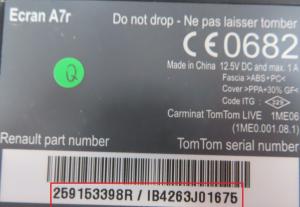 Ecran A7r
Do not drop - Ne pas laisser tomber
CE0682
Made in China 12.5V DC and max. 1 A
Fascia >ABS+PC<
Cover >PPA+30% GF<
Q
Code ITG : 325
Carminat TomTom LIVE 1ME06
(1ME0.001.08.1)
Renault part number TomTom serial number
259153398R / IB4263J01675